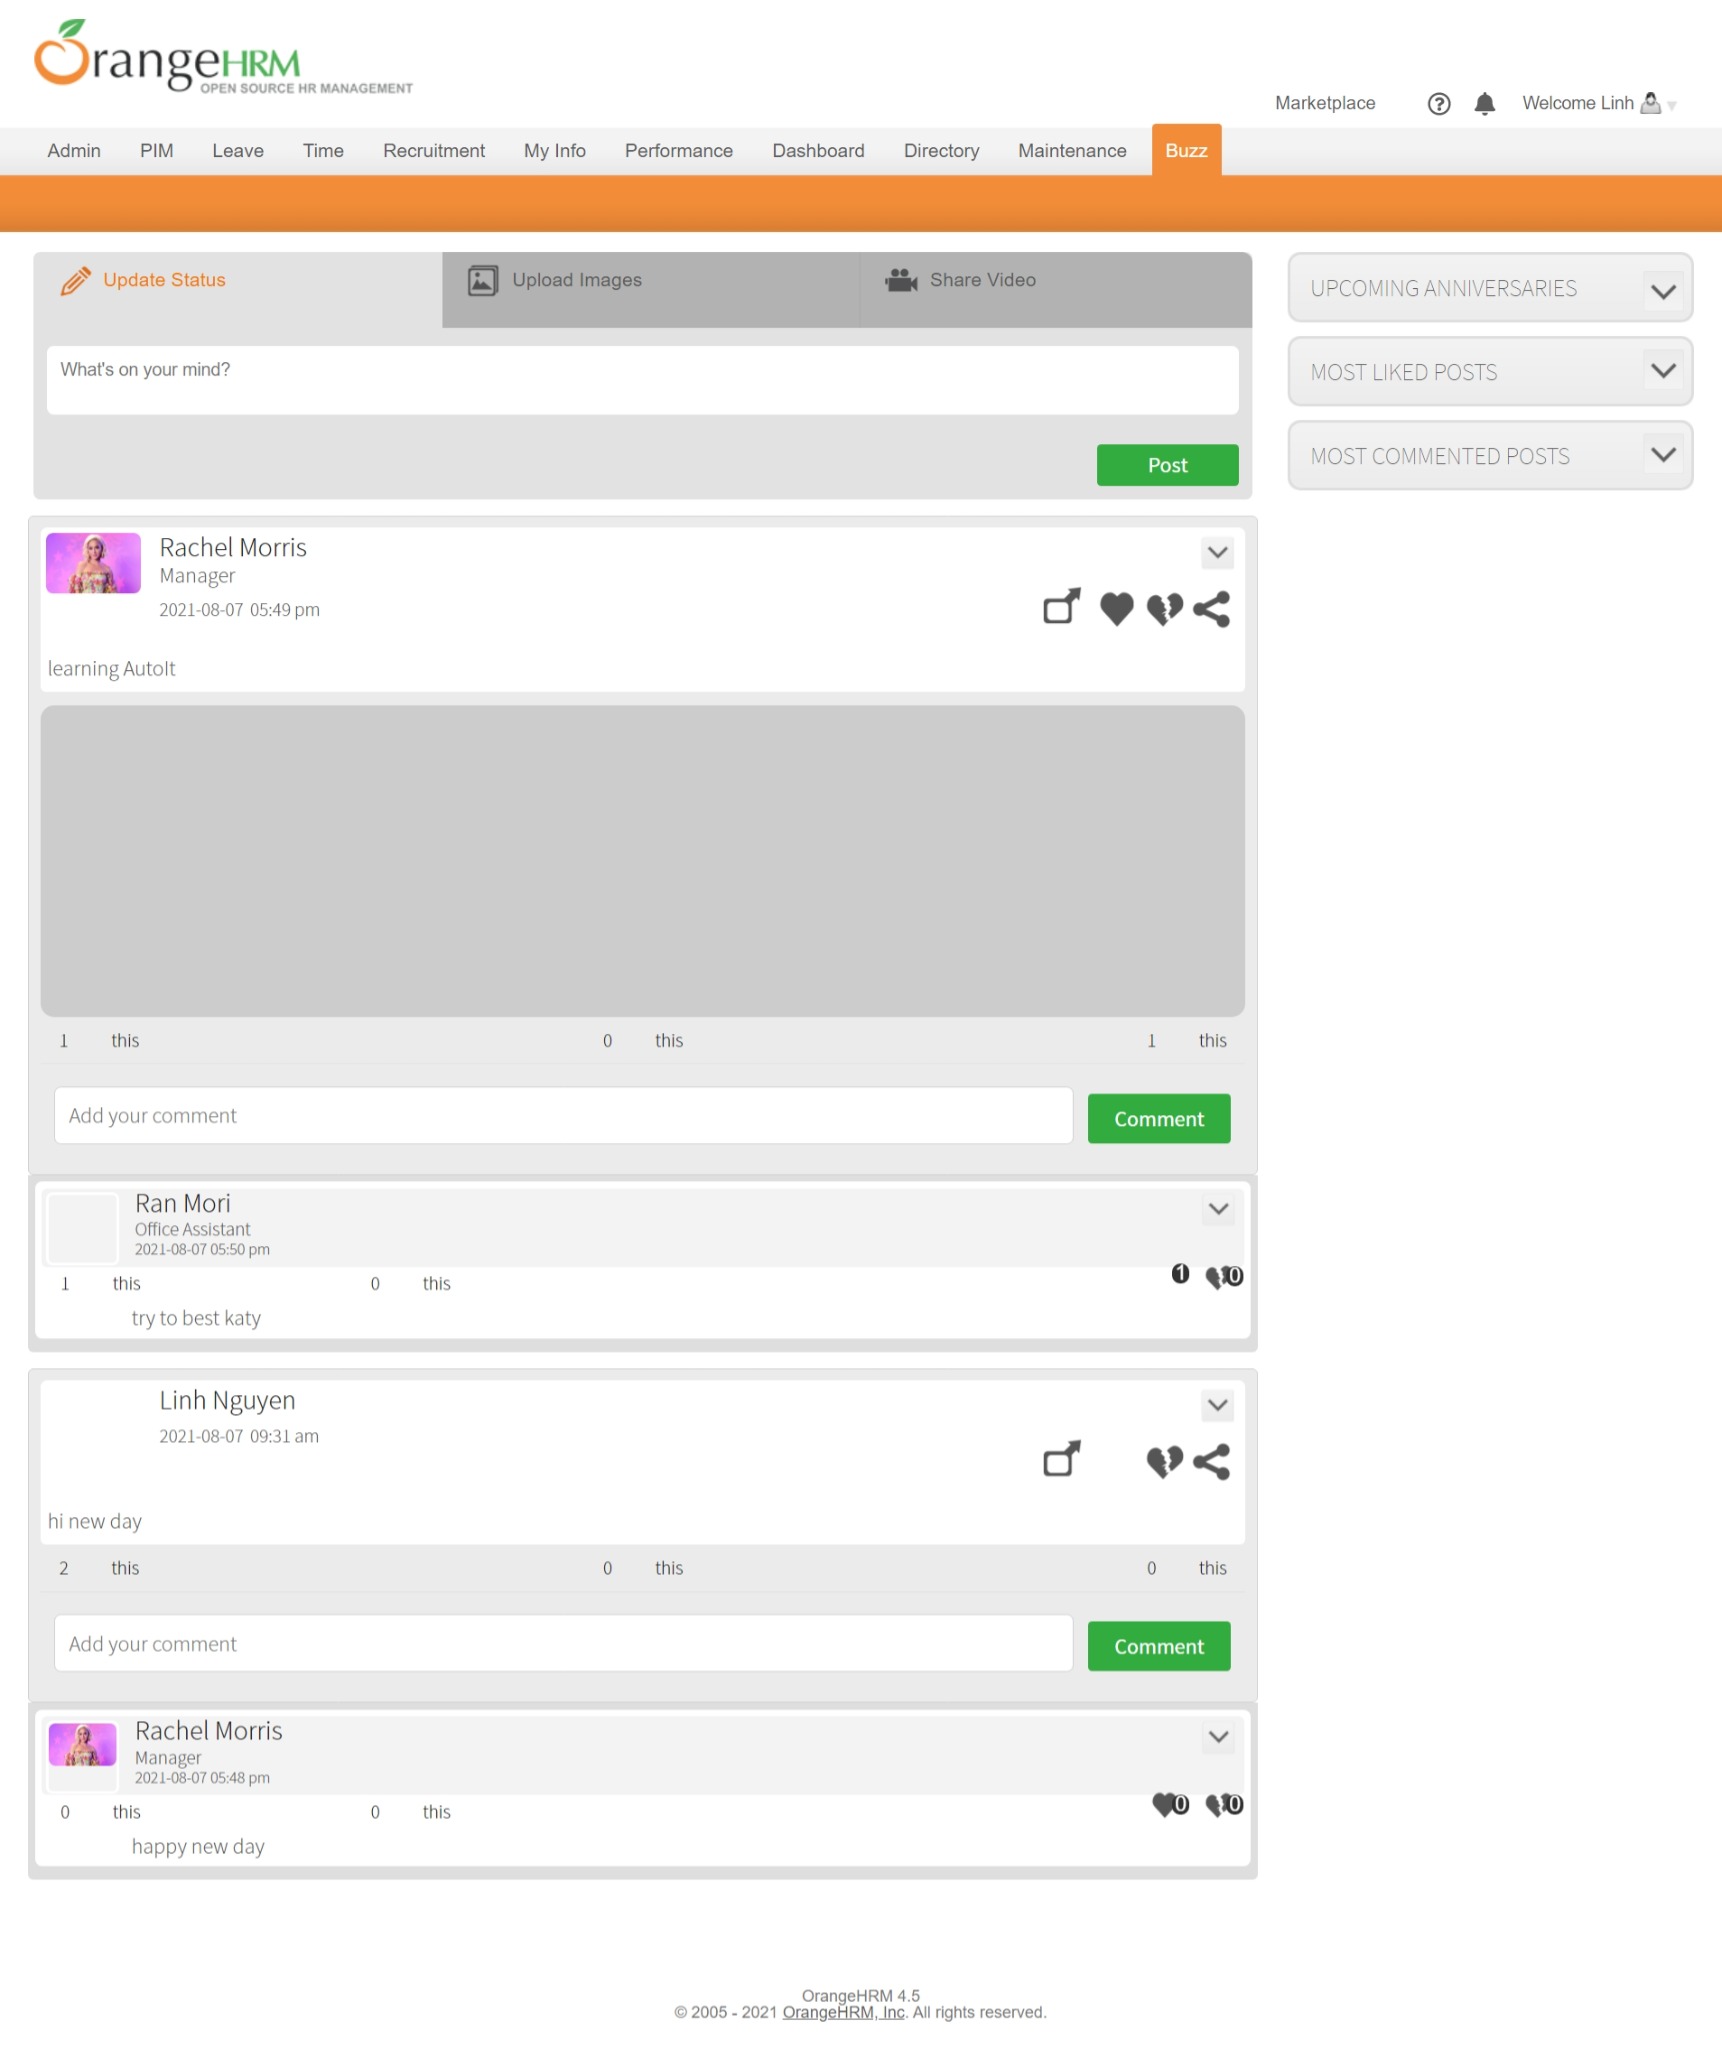 OrangeHRM
OPEN SOURCE HR MANAGEMENT
Marketplace
Welcome Linh
Admin PIM Leave Time Recruitment My Info Performance Dashboard Directory Maintenance Buzz
Update Status Upload Images Share Video
What's on your mind?
Post
UPCOMING ANNIVERSARIES
MOST LIKED POSTS
MOST COMMENTED POSTS
Rachel Morris
Manager
2021-08-07 05:49 pm
learning AutoIt
1 this 0 this 1 this
Add your comment Comment
Ran Mori
Office Assistant
2021-08-07 05:50 pm
1 0
1 this 0 this
try to best katy
Linh Nguyen
2021-08-07 09:31 am
hi new day
2 this 0 this 0 this
Add your comment Comment
Rachel Morris
Manager
2021-08-07 05:48 pm
0 0
0 this 0 this
happy new day
OrangeHRM 4.5
© 2005 - 2021 OrangeHRM, Inc. All rights reserved.